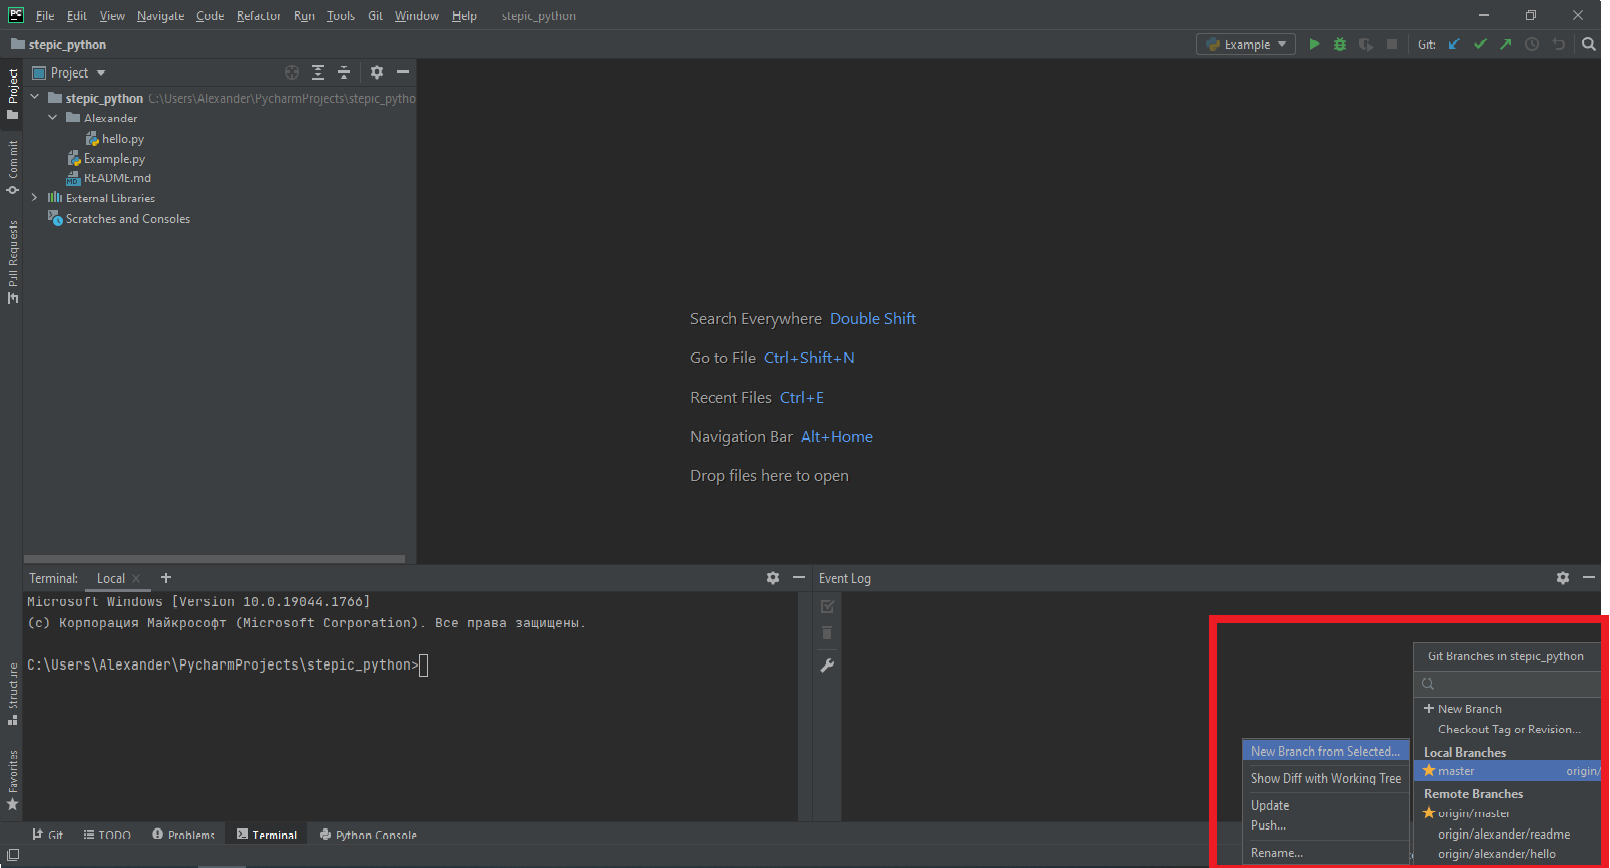 PC File Edit View Navigate Code Refactor Run Tools Git Window Help stepic_python
stepic_python Example Git:
Project
Commit
Pull Requests
Structure
Favorites
Project
stepic_python C:\Users\Alexander\PycharmProjects\stepic_pytho
Alexander
hello.py
Example.py
MD README.md
External Libraries
Scratches and Consoles
Search Everywhere Double Shift
Go to File Ctrl+Shift+N
Recent Files Ctrl+E
Navigation Bar Alt+Home
Drop files here to open
Terminal: Local × +
Microsoft Windows [Version 10.0.19044.1766]
(c) Корпорация Майкрософт (Microsoft Corporation). Все права защищены.
C:\Users\Alexander\PycharmProjects\stepic_python>
Event Log
New Branch from Selected...
Show Diff with Working Tree
Update
Push...
Rename...
Git Branches in stepic_python
+ New Branch
Checkout Tag or Revision...
Local Branches
master origin/
Remote Branches
origin/master
origin/alexander/readme
origin/alexander/hello
Git TODO Problems Terminal Python Console